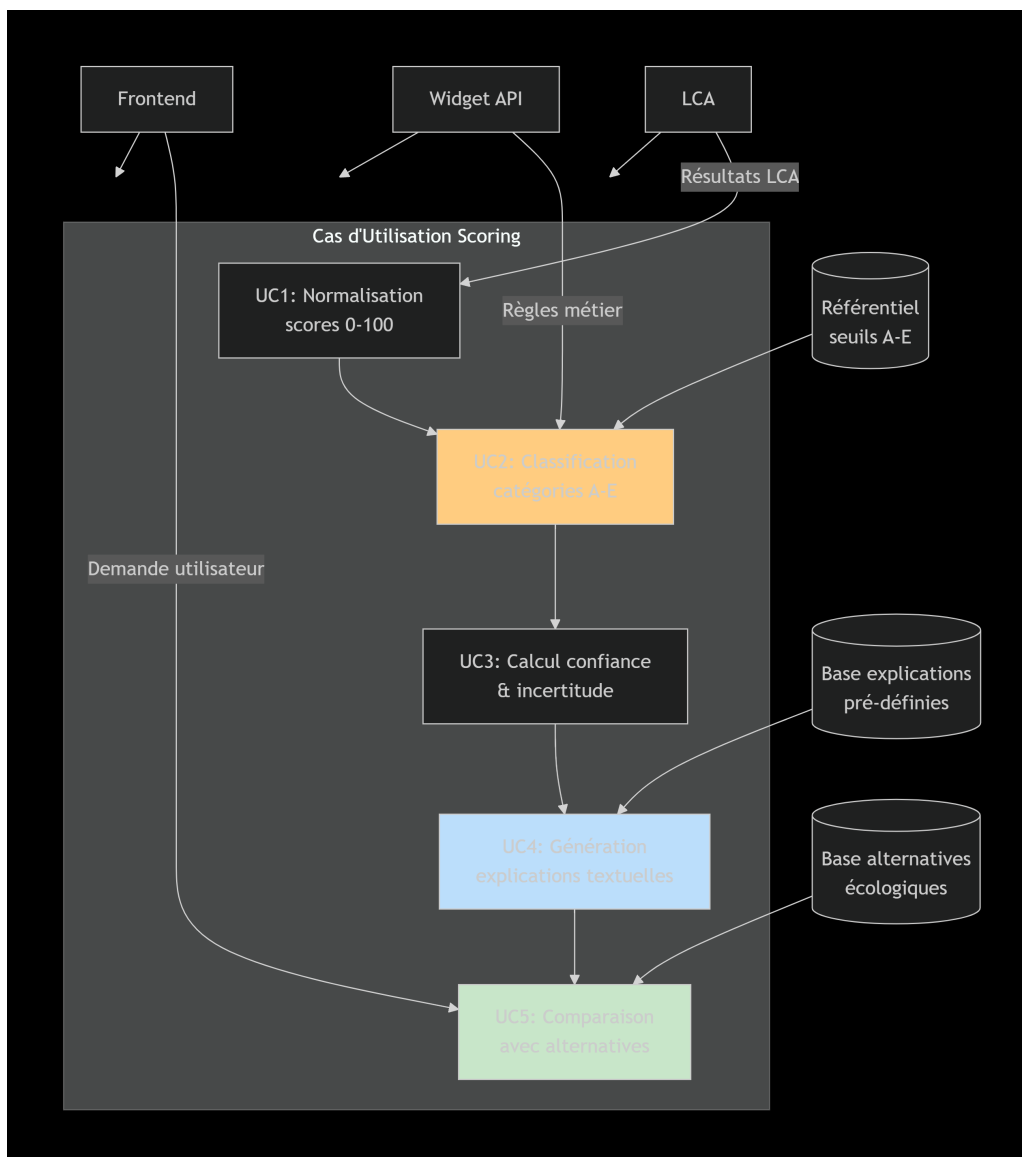 Frontend
Widget API
LCA
Résultats LCA
Cas d'Utilisation Scoring
UC1: Normalisation
scores 0-100
Règles métier
Référentiel
seuils A-E
UC2: Classification
catégories A-E
Demande utilisateur
UC3: Calcul confiance
& incertitude
Base explications
pré-définies
UC4: Génération
explications textuelles
Base alternatives
écologiques
UC5: Comparaison
avec alternatives